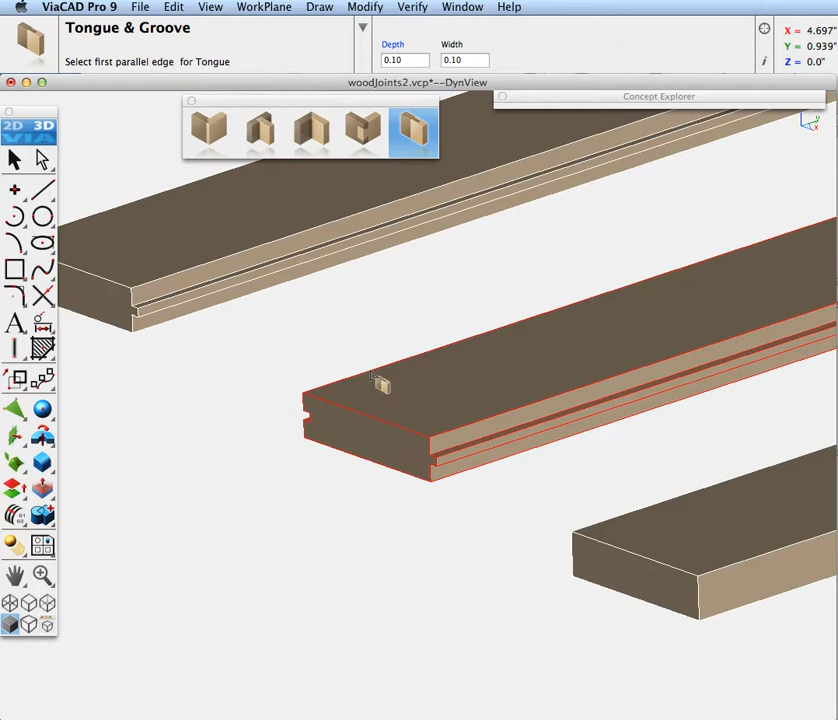 ViaCAD Pro 9 File Edit View WorkPlane Draw Modify Verify Window Help
Tongue & Groove
Select first parallel edge for Tongue
Depth Width
0.10 0.10
X = 4.697"
Y = 0.939"
Z = 0.0"
woodJoints2.vcp*--DynView
Concept Explorer
2D 3D
VIA
A